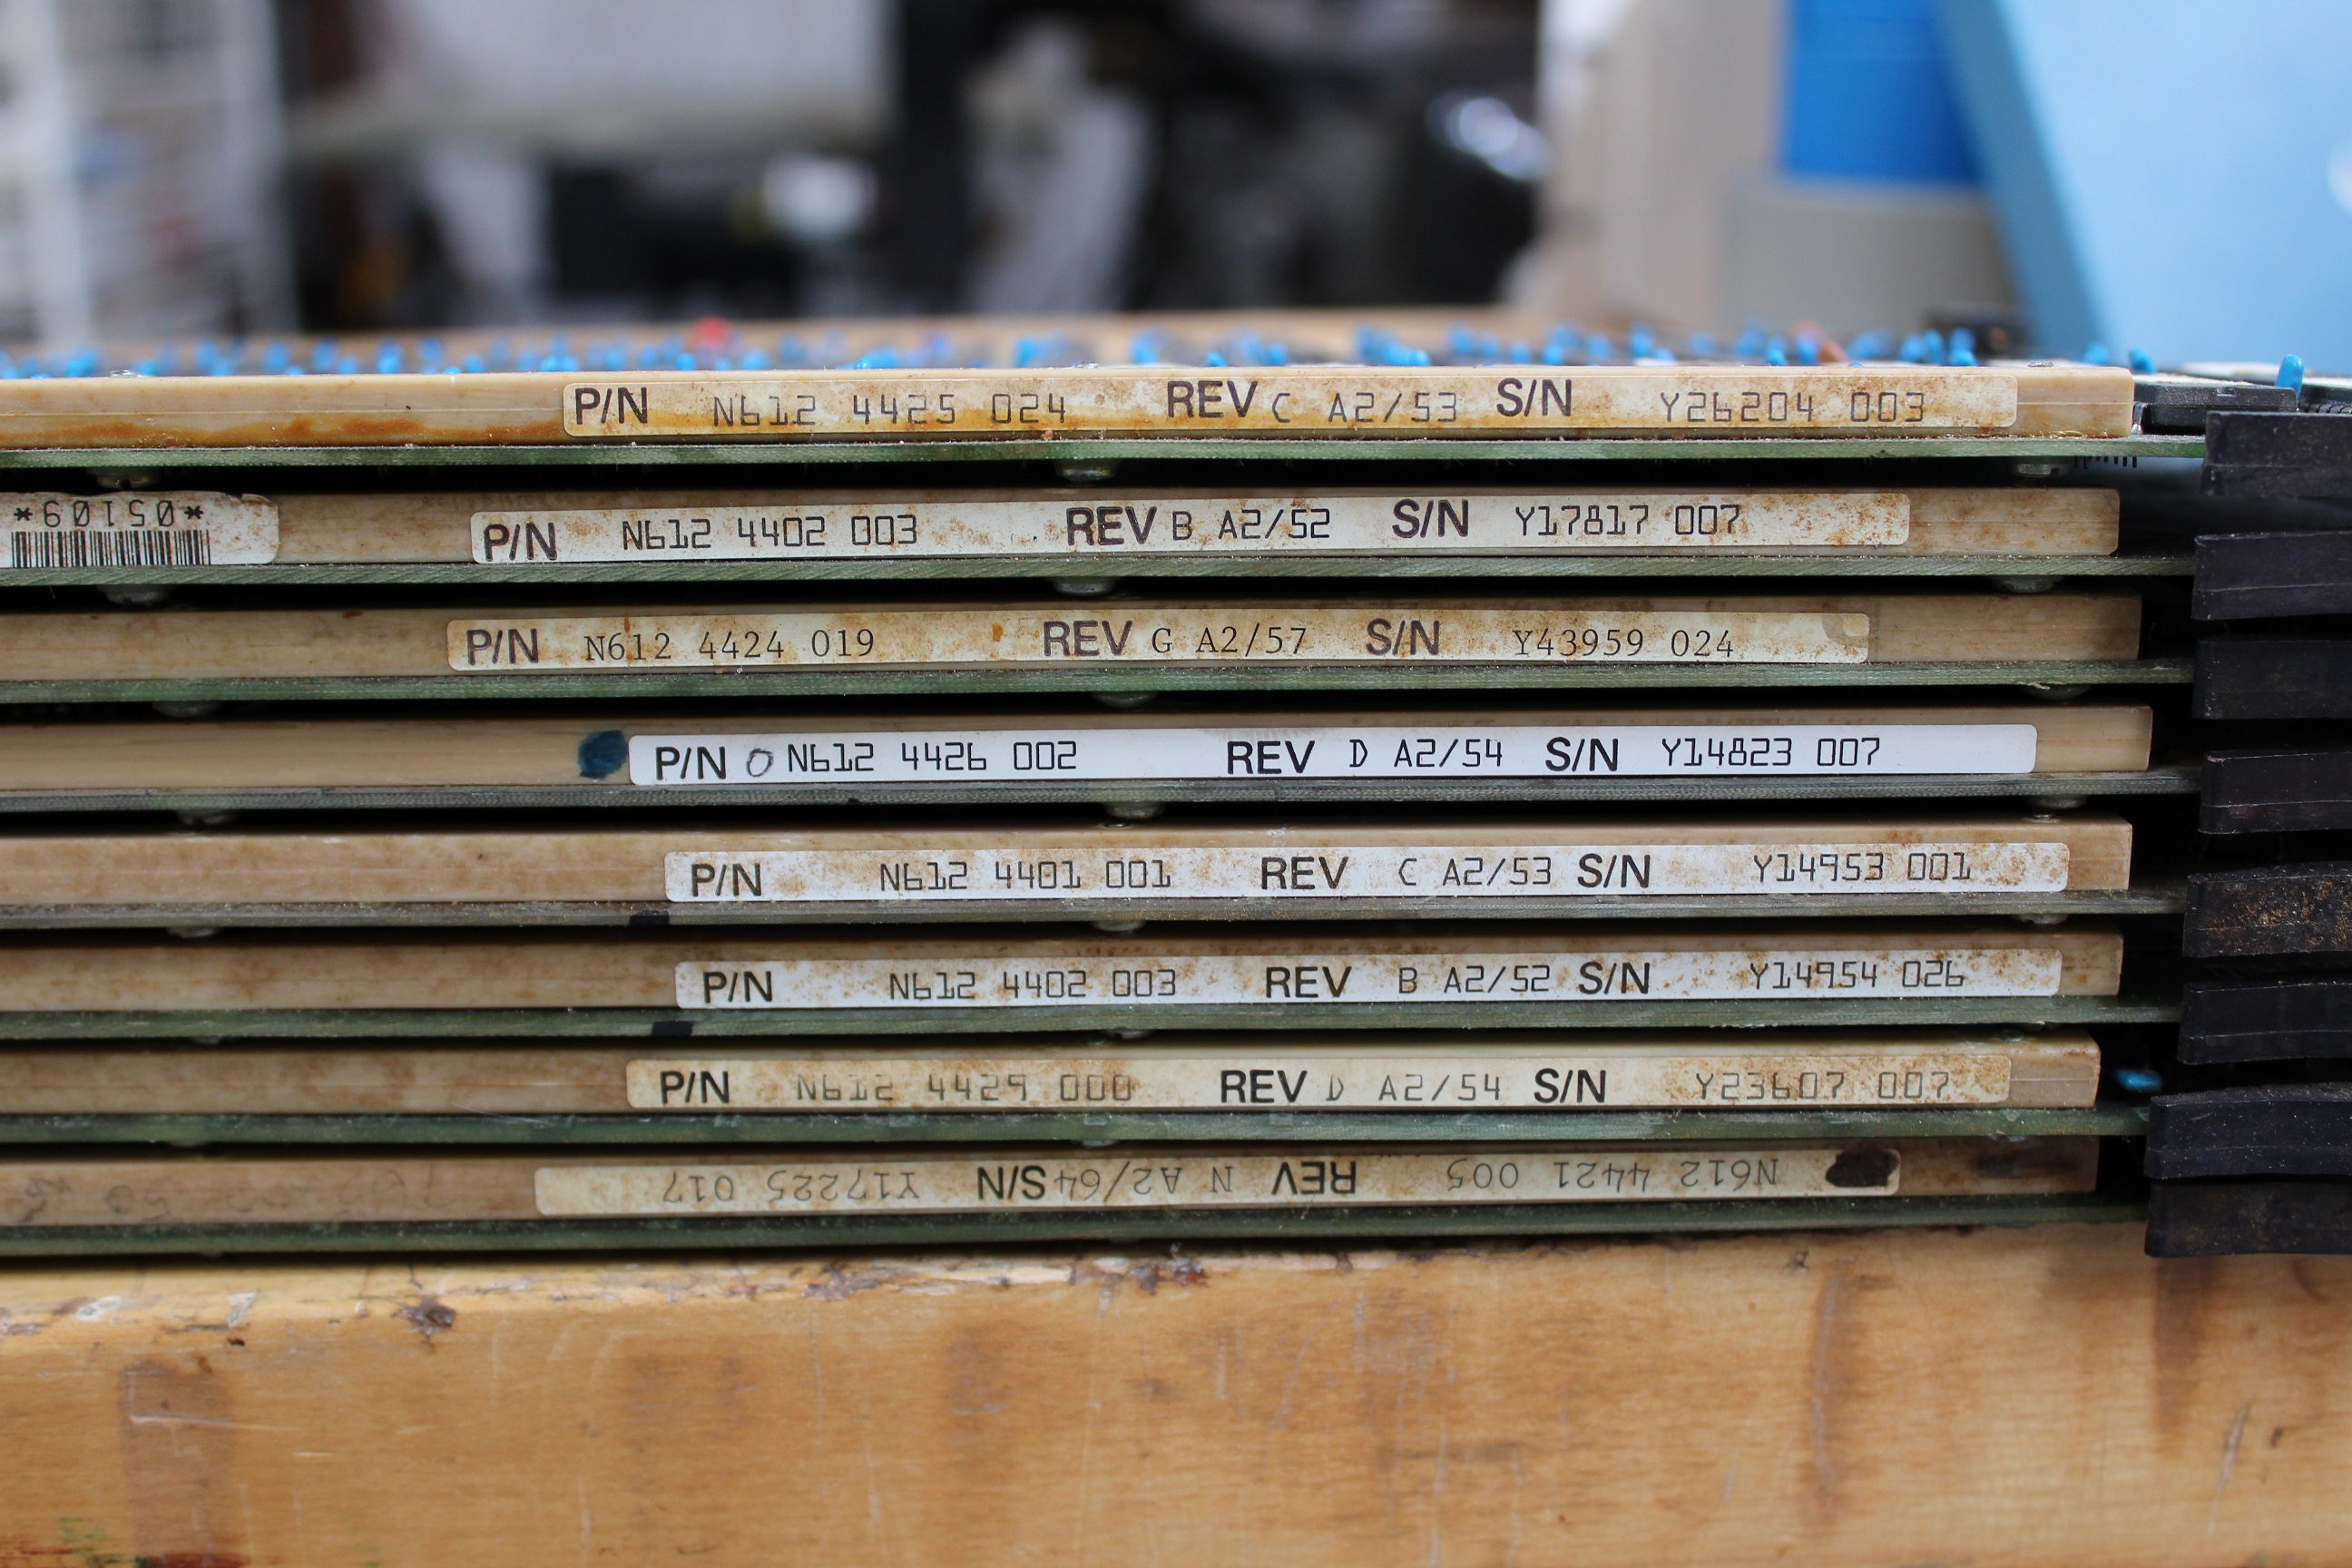 P/N N612 4425 024 REV C A2/53 S/N Y26204 003
*05109*
P/N N612 4402 003 REV B A2/52 S/N Y17817 007
P/N N612 4424 019 REV G A2/57 S/N Y43959 024
P/N O N612 4426 002 REV D A2/54 S/N Y14823 007
P/N N612 4401 001 REV C A2/53 S/N Y14953 001
P/N N612 4402 003 REV B A2/52 S/N Y14954 026
P/N N612 4429 000 REV D A2/54 S/N Y23607 007
N612 4421 005 REV N A2/64 S/N Y17225 017